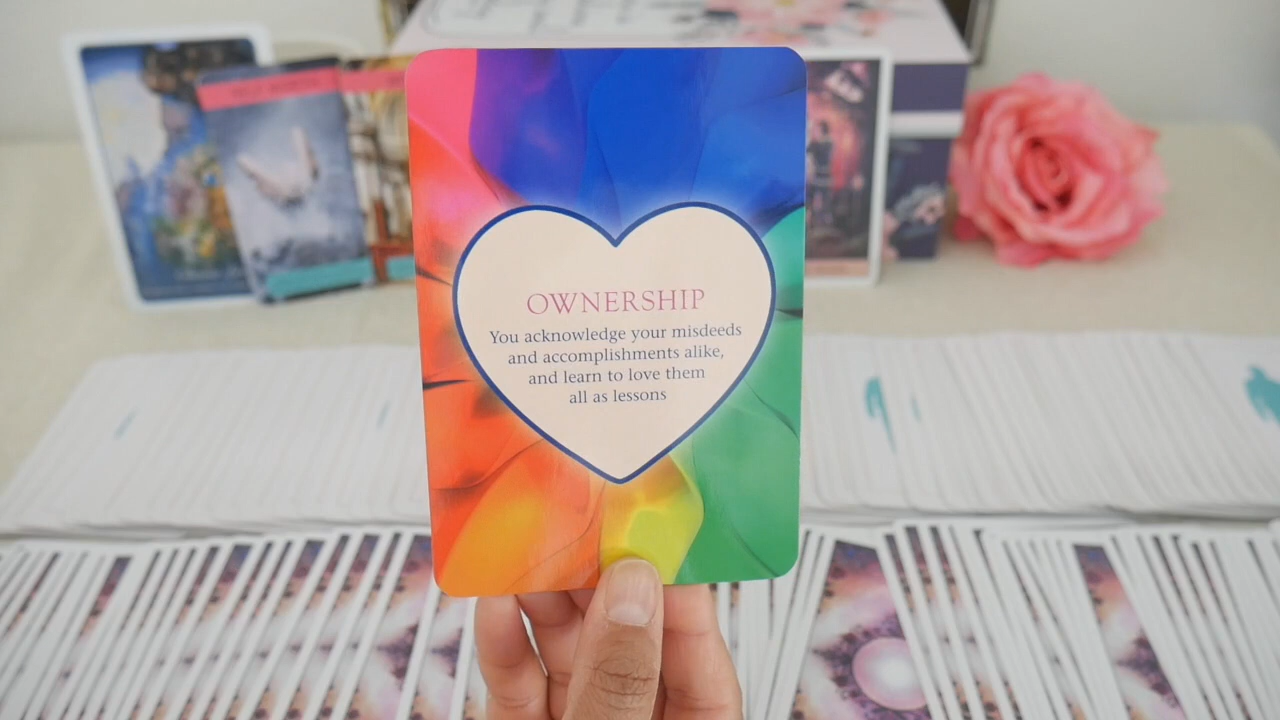 OWNERSHIP
You acknowledge your misdeeds
and accomplishments alike,
and learn to love them
all as lessons